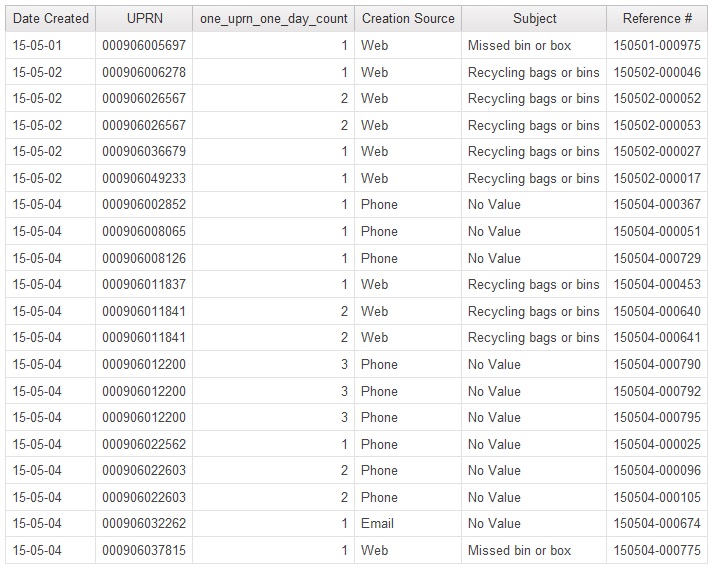 Date Created UPRN one_uprn_one_day_count Creation Source Subject Reference #
15-05-01 000906005697 1 Web Missed bin or box 150501-000975
15-05-02 000906006278 1 Web Recycling bags or bins 150502-000046
15-05-02 000906026567 2 Web Recycling bags or bins 150502-000052
15-05-02 000906026567 2 Web Recycling bags or bins 150502-000053
15-05-02 000906036679 1 Web Recycling bags or bins 150502-000027
15-05-02 000906049233 1 Web Recycling bags or bins 150502-000017
15-05-04 000906002852 1 Phone No Value 150504-000367
15-05-04 000906008065 1 Phone No Value 150504-000051
15-05-04 000906008126 1 Phone No Value 150504-000729
15-05-04 000906011837 1 Web Recycling bags or bins 150504-000453
15-05-04 000906011841 2 Web Recycling bags or bins 150504-000640
15-05-04 000906011841 2 Web Recycling bags or bins 150504-000641
15-05-04 000906012200 3 Phone No Value 150504-000790
15-05-04 000906012200 3 Phone No Value 150504-000792
15-05-04 000906012200 3 Phone No Value 150504-000795
15-05-04 000906022562 1 Phone No Value 150504-000025
15-05-04 000906022603 2 Phone No Value 150504-000096
15-05-04 000906022603 2 Phone No Value 150504-000105
15-05-04 000906032262 1 Email No Value 150504-000674
15-05-04 000906037815 1 Web Missed bin or box 150504-000775